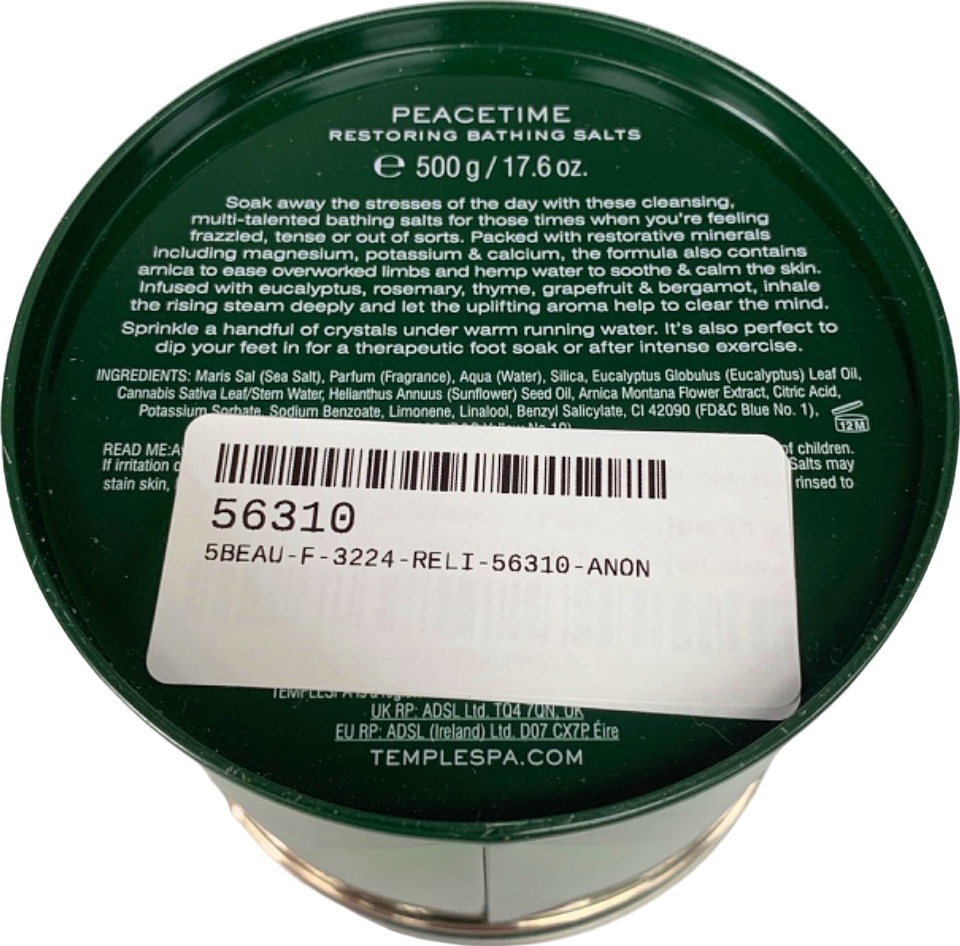 PEACETIME
RESTORING BATHING SALTS
℮ 500 g / 17.6 oz.
Soak away the stresses of the day with these cleansing,
multi-talented bathing salts for those times when you're feeling
frazzled, tense or out of sorts. Packed with restorative minerals
including magnesium, potassium & calcium, the formula also contains
arnica to ease overworked limbs and hemp water to soothe & calm the skin.
Infused with eucalyptus, rosemary, thyme, grapefruit & bergamot, inhale
the rising steam deeply and let the uplifting aroma help to clear the mind.
Sprinkle a handful of crystals under warm running water. It's also perfect to
dip your feet in for a therapeutic foot soak or after intense exercise.
INGREDIENTS: Maris Sal (Sea Salt), Parfum (Fragrance), Aqua (Water), Silica, Eucalyptus Globulus (Eucalyptus) Leaf Oil,
Cannabis Sativa Leaf/Stem Water, Helianthus Annuus (Sunflower) Seed Oil, Arnica Montana Flower Extract, Citric Acid,
Potassium Sorbate, Sodium Benzoate, Limonene, Linalool, Benzyl Salicylate, CI 42090 (FD&C Blue No. 1),
12M
READ ME: of children.
If irritation Salts may
stain skin, rinsed to
56310
5BEAU-F-3224-RELI-56310-ANON
UK RP: ADSL Ltd. TQ4 7QN. UK
EU RP: ADSL (Ireland) Ltd. D07 CX7P Éire
TEMPLESPA.COM